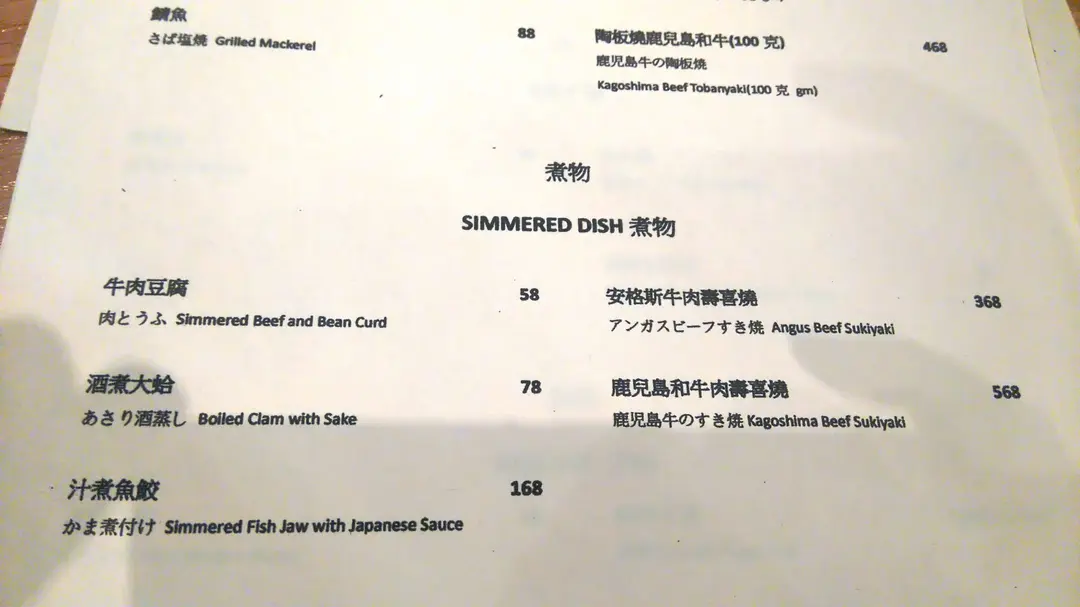 鯖魚 88
さば塩焼 Grilled Mackerel
陶板燒鹿兒島和牛(100 克) 468
鹿児島牛の陶板焼
Kagoshima Beef Tobanyaki(100 克 gm)
煮物
SIMMERED DISH 煮物
牛肉豆腐 58
肉とうふ Simmered Beef and Bean Curd
酒煮大蛤 78
あさり酒蒸し Boiled Clam with Sake
汁煮魚鮫 168
かま煮付け Simmered Fish Jaw with Japanese Sauce
安格斯牛肉壽喜燒 368
アンガスビーフすき焼 Angus Beef Sukiyaki
鹿兒島和牛肉壽喜燒 568
鹿児島牛のすき焼 Kagoshima Beef Sukiyaki